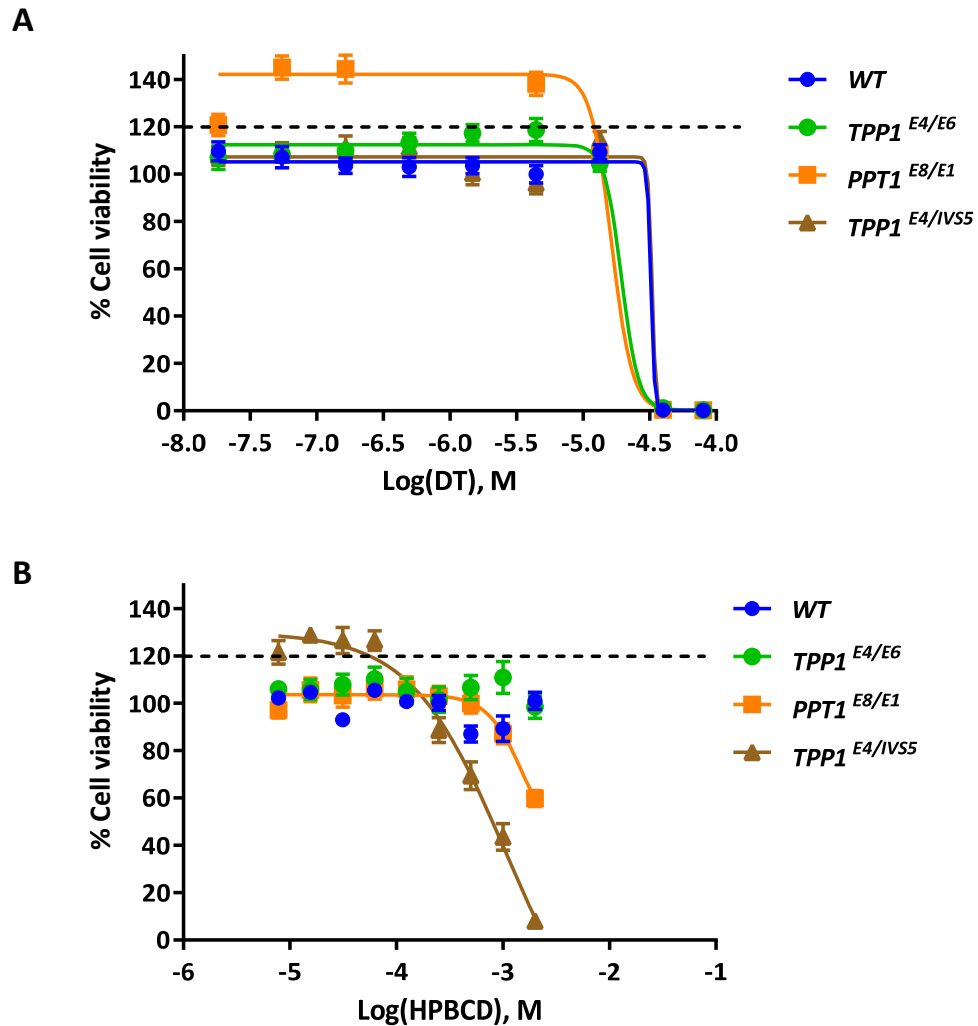 A
% Cell viability
140
120
100
80
60
40
20
0
-8.0 -7.5 -7.0 -6.5 -6.0 -5.5 -5.0 -4.5 -4.0
Log(DT), M
WT
TPP1 E4/E6
PPT1 E8/E1
TPP1 E4/IVS5
B
% Cell viability
140
120
100
80
60
40
20
0
-6 -5 -4 -3 -2 -1
Log(HPBCD), M
WT
TPP1 E4/E6
PPT1 E8/E1
TPP1 E4/IVS5